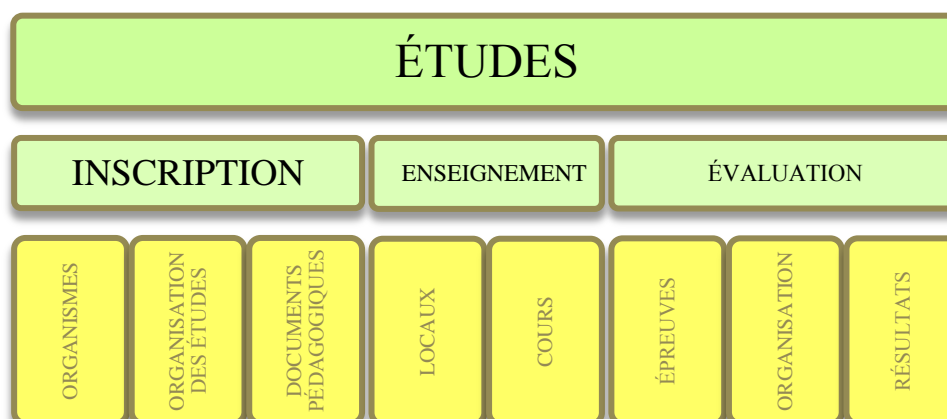 ÉTUDES
INSCRIPTION
ENSEIGNEMENT
ÉVALUATION
ORGANISMES
ORGANISATION
DES ÉTUDES
DOCUMENTS
PÉDAGOGIQUES
LOCAUX
COURS
ÉPREUVES
ORGANISATION
RÉSULTATS